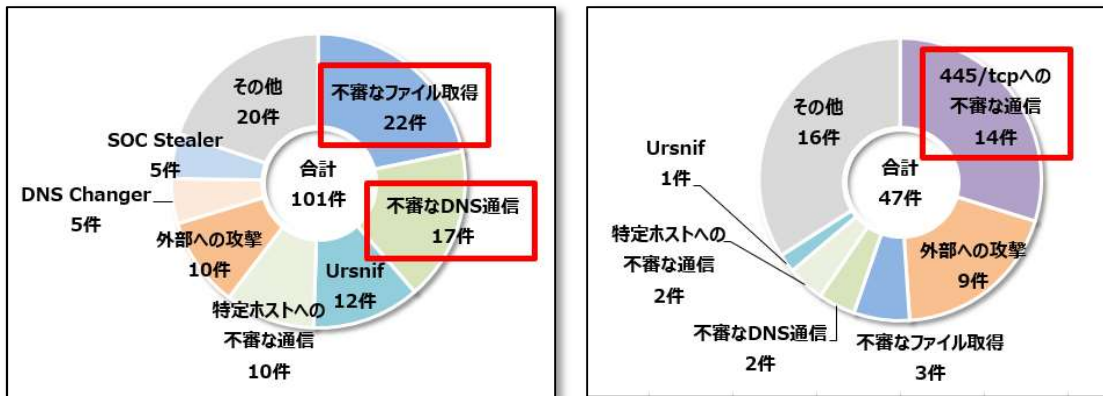 不審なファイル取得
22件
不審なDNS通信
17件
Ursnif
12件
特定ホストへの
不審な通信
10件
外部への攻撃
10件
DNS Changer
5件
SOC Stealer
5件
その他
20件
合計
101件
445/tcpへの
不審な通信
14件
外部への攻撃
9件
不審なファイル取得
3件
不審なDNS通信
2件
特定ホストへの
不審な通信
2件
Ursnif
1件
その他
16件
合計
47件